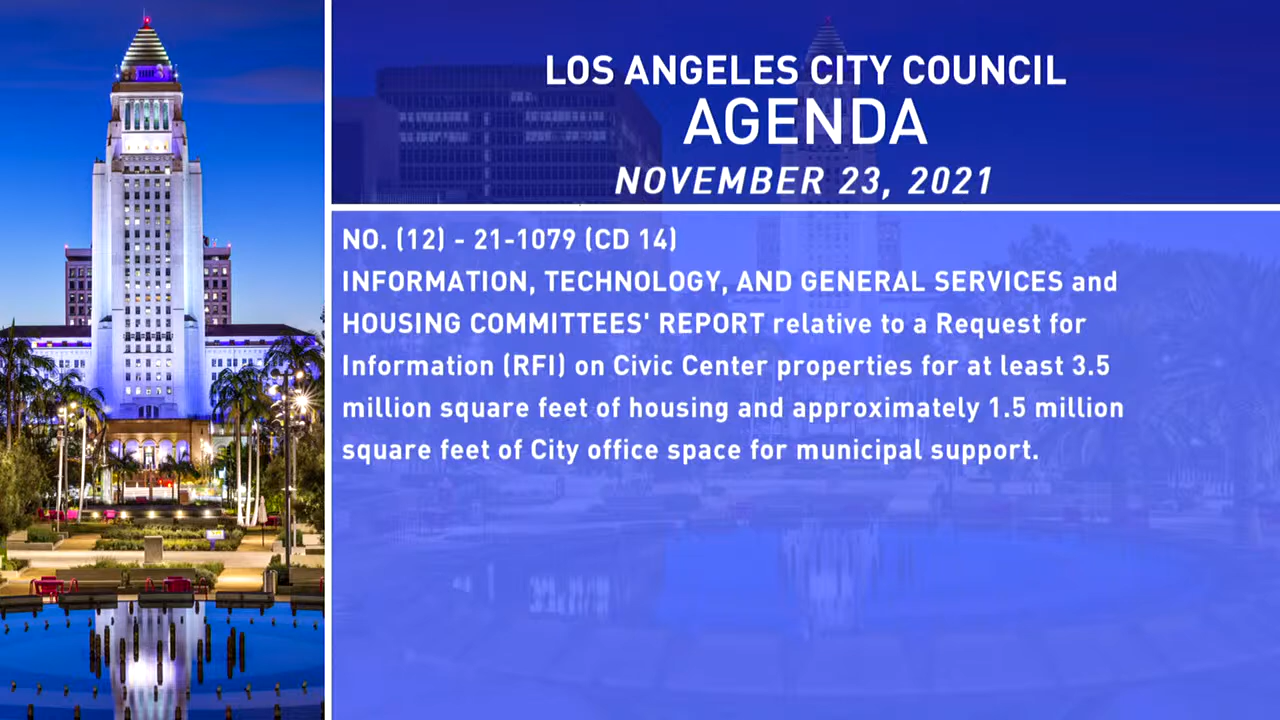 LOS ANGELES CITY COUNCIL
AGENDA
NOVEMBER 23, 2021
NO. (12) - 21-1079 (CD 14)
INFORMATION, TECHNOLOGY, AND GENERAL SERVICES and
HOUSING COMMITTEES' REPORT relative to a Request for
Information (RFI) on Civic Center properties for at least 3.5
million square feet of housing and approximately 1.5 million
square feet of City office space for municipal support.